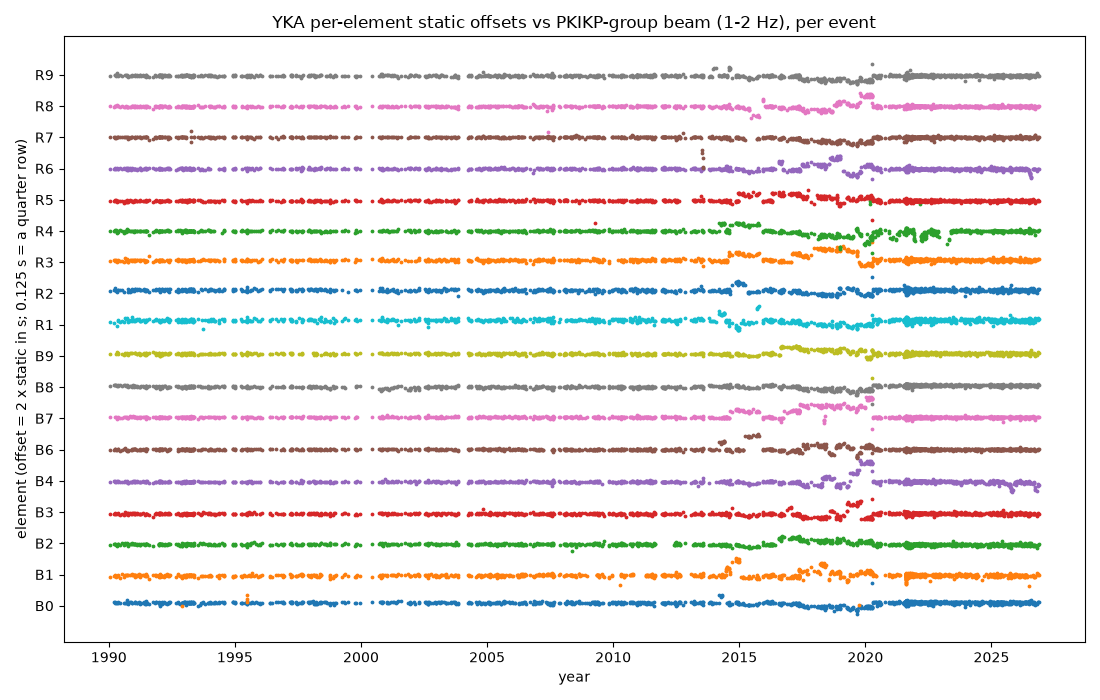 YKA per-element static offsets vs PKIKP-group beam (1-2 Hz), per event
element (offset = 2 x static in s; 0.125 s = a quarter row)
R9
R8
R7
R6
R5
R4
R3
R2
R1
B9
B8
B7
B6
B4
B3
B2
B1
B0
1990 1995 2000 2005 2010 2015 2020 2025
year